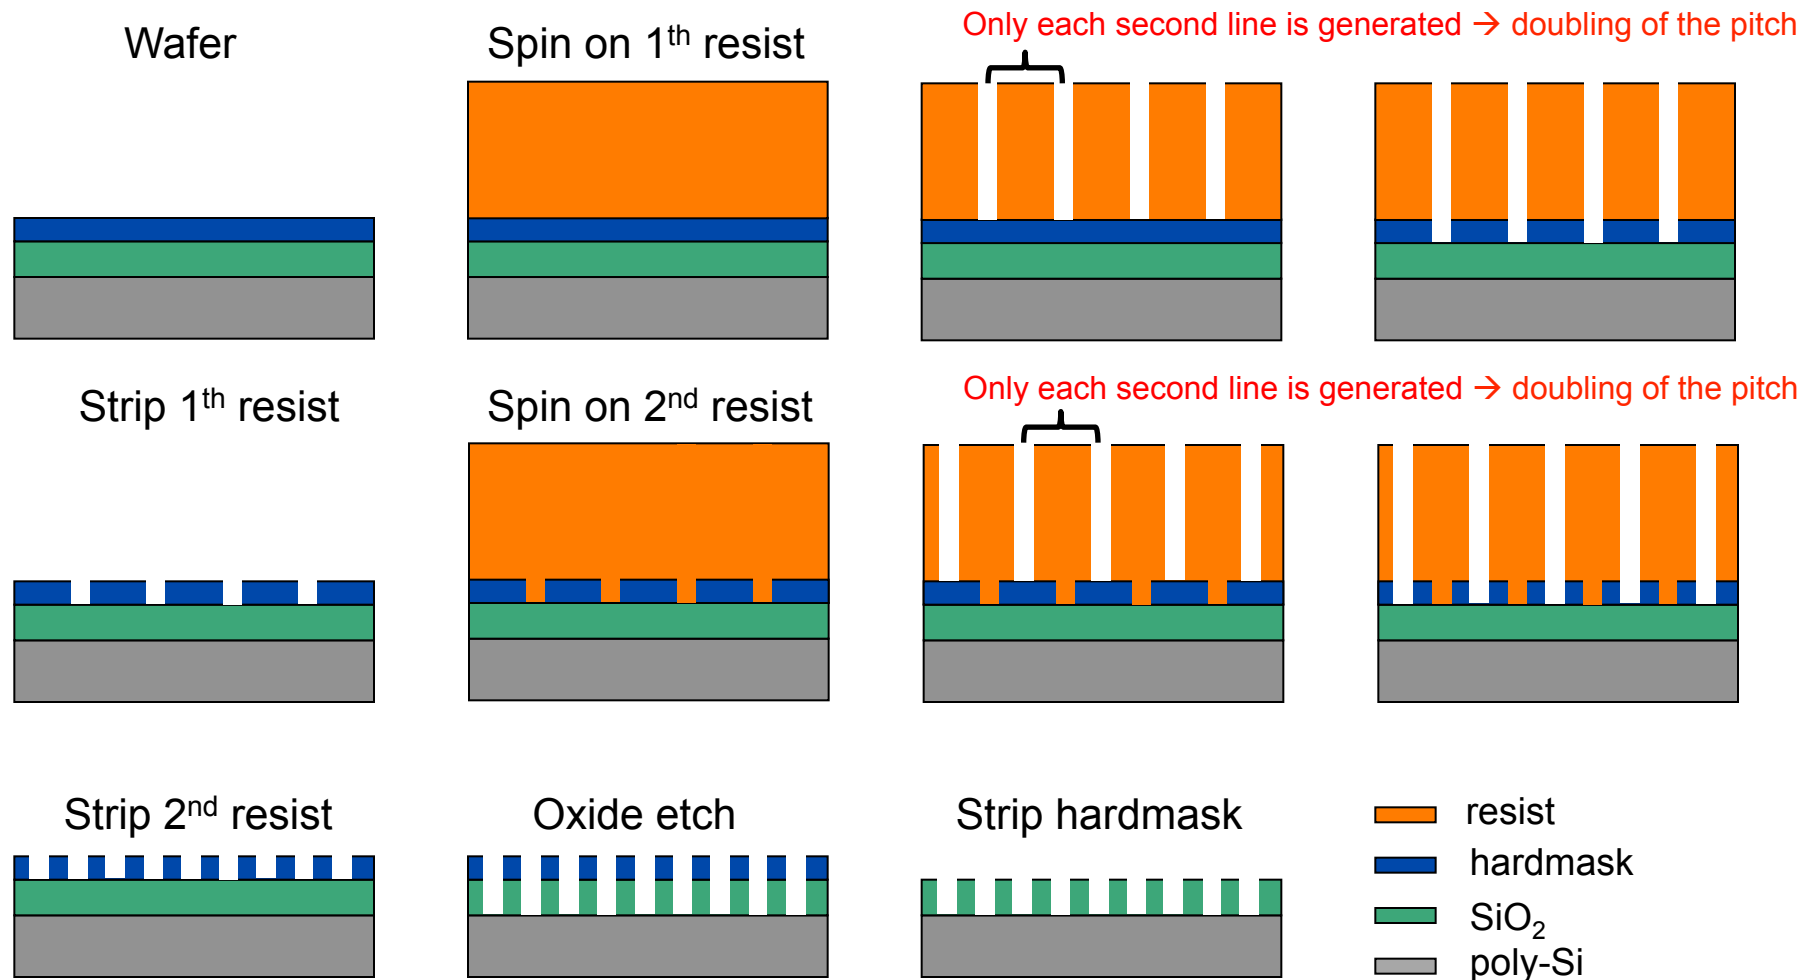 Wafer
Spin on 1th resist
Only each second line is generated → doubling of the pitch
Strip 1th resist
Spin on 2nd resist
Only each second line is generated → doubling of the pitch
Strip 2nd resist
Oxide etch
Strip hardmask
resist
hardmask
SiO2
poly-Si